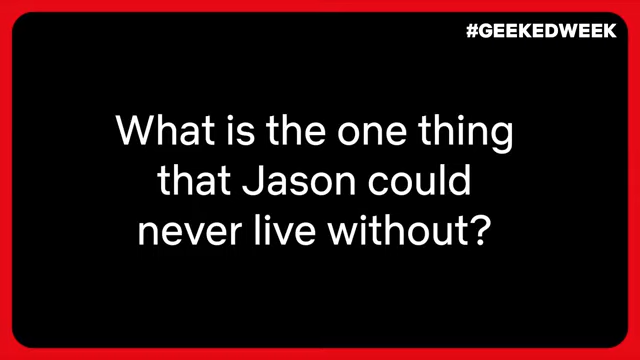 #GEEKEDWEEK
What is the one thing
that Jason could
never live without?